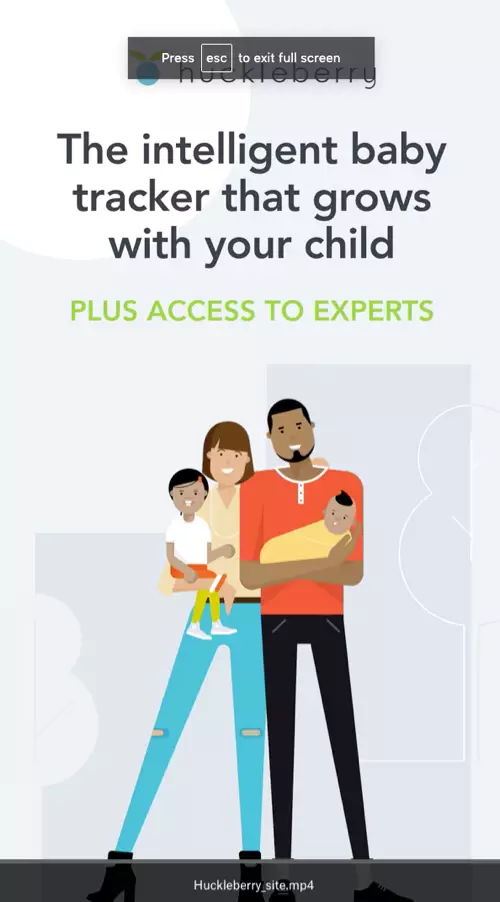 Press esc to exit full screen
huckleberry
The intelligent baby
tracker that grows
with your child
PLUS ACCESS TO EXPERTS
Huckleberry_site.mp4